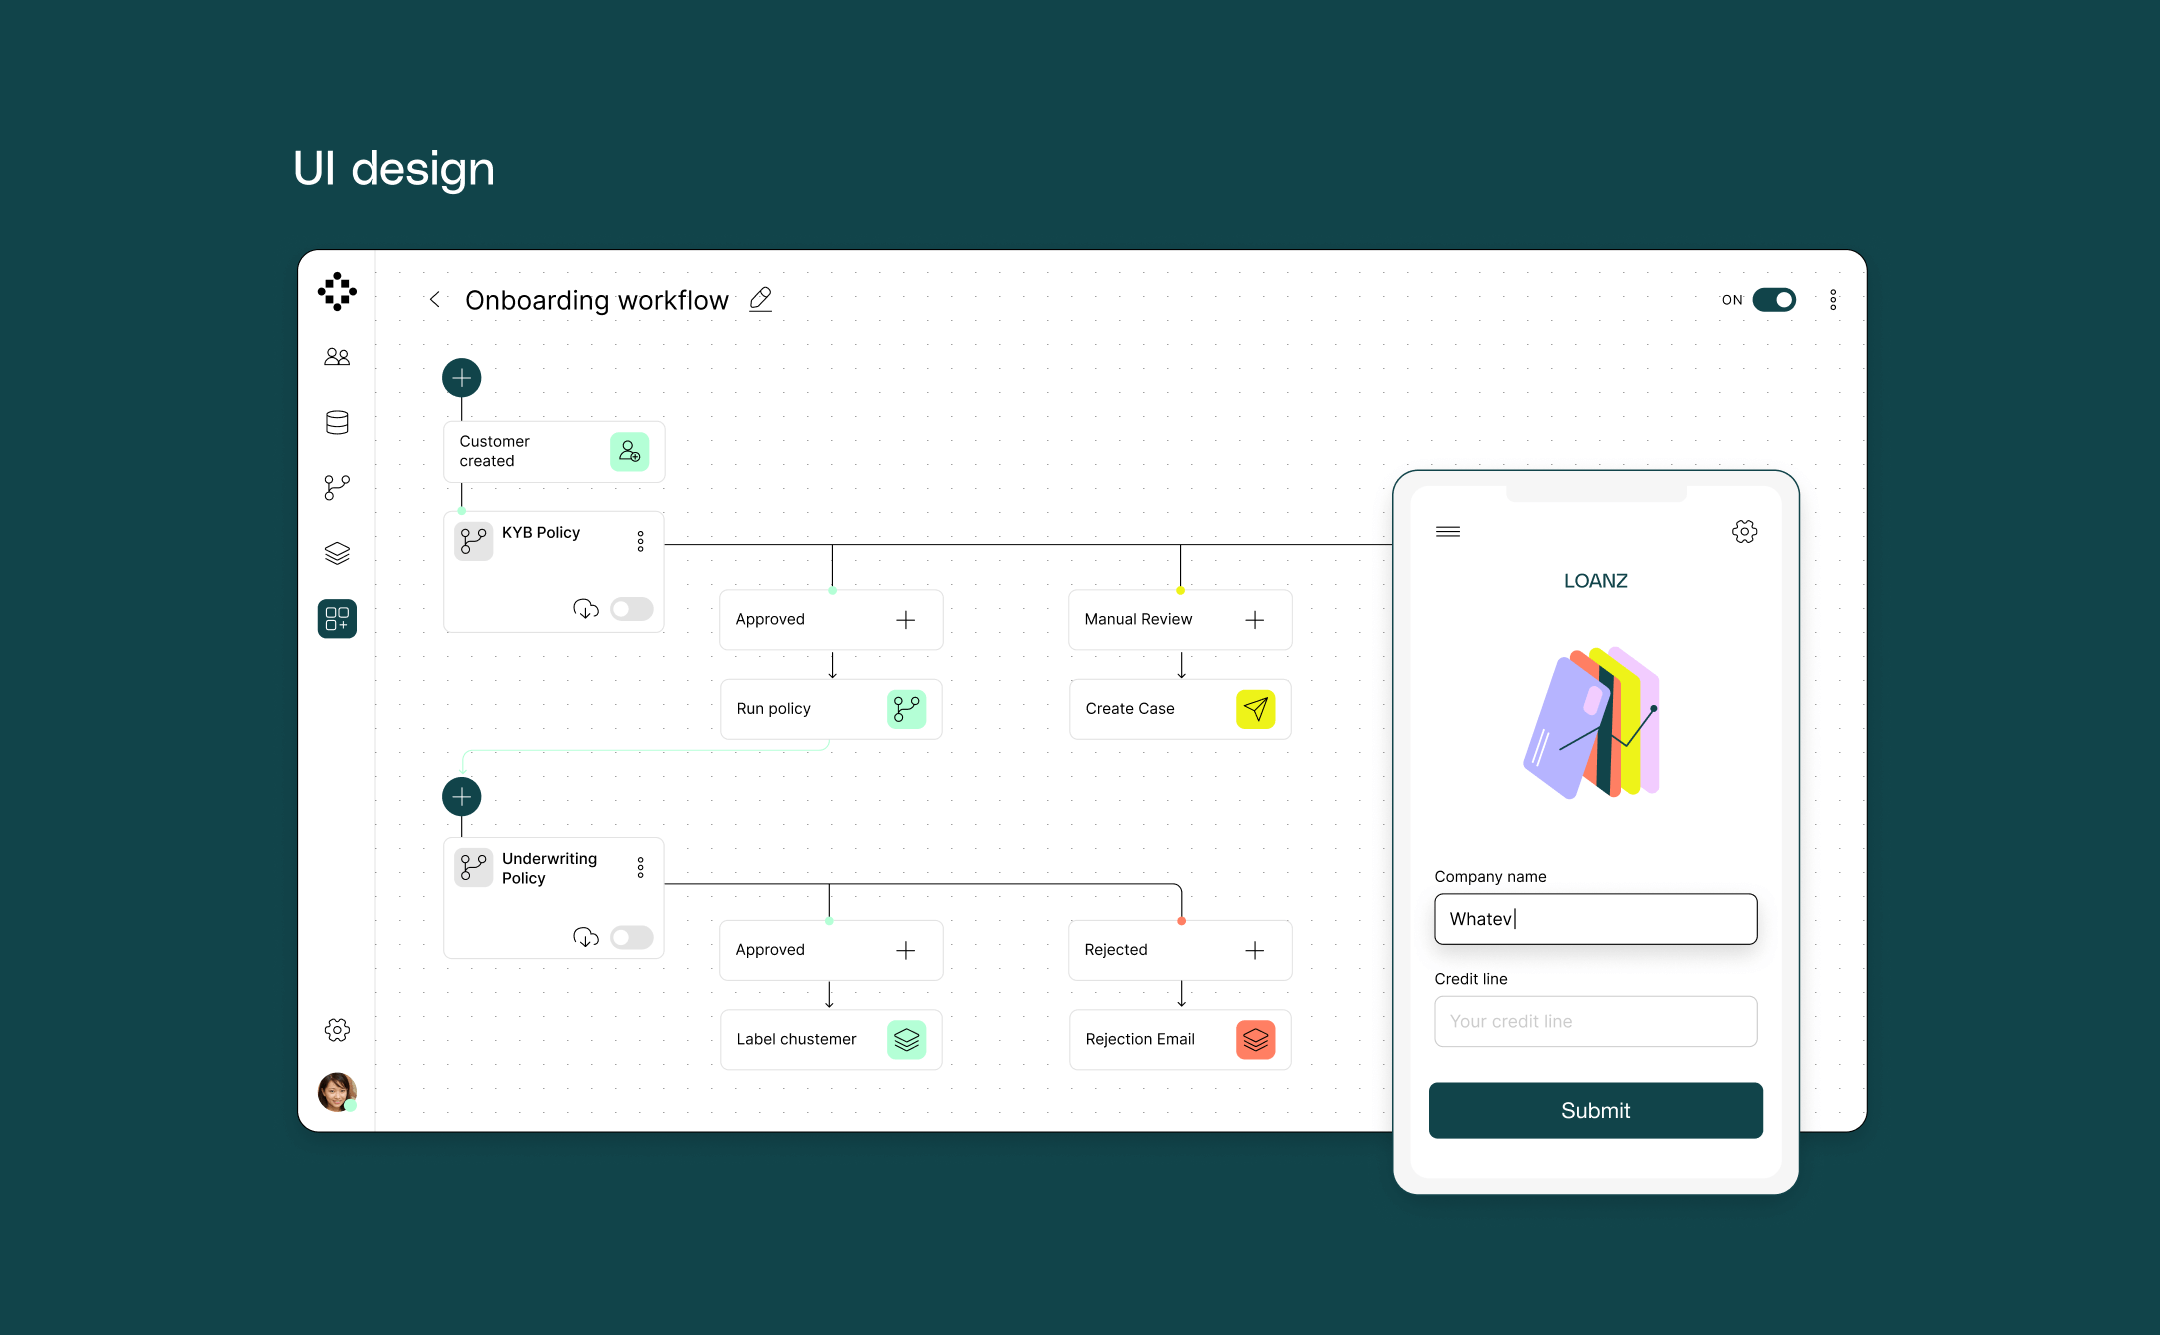 UI design
Onboarding workflow
ON
Customer
created
KYB Policy
Approved
Manual Review
Run policy
Create Case
Underwriting
Policy
Approved
Rejected
Label chustemer
Rejection Email
LOANZ
Company name
Whatev
Credit line
Your credit line
Submit